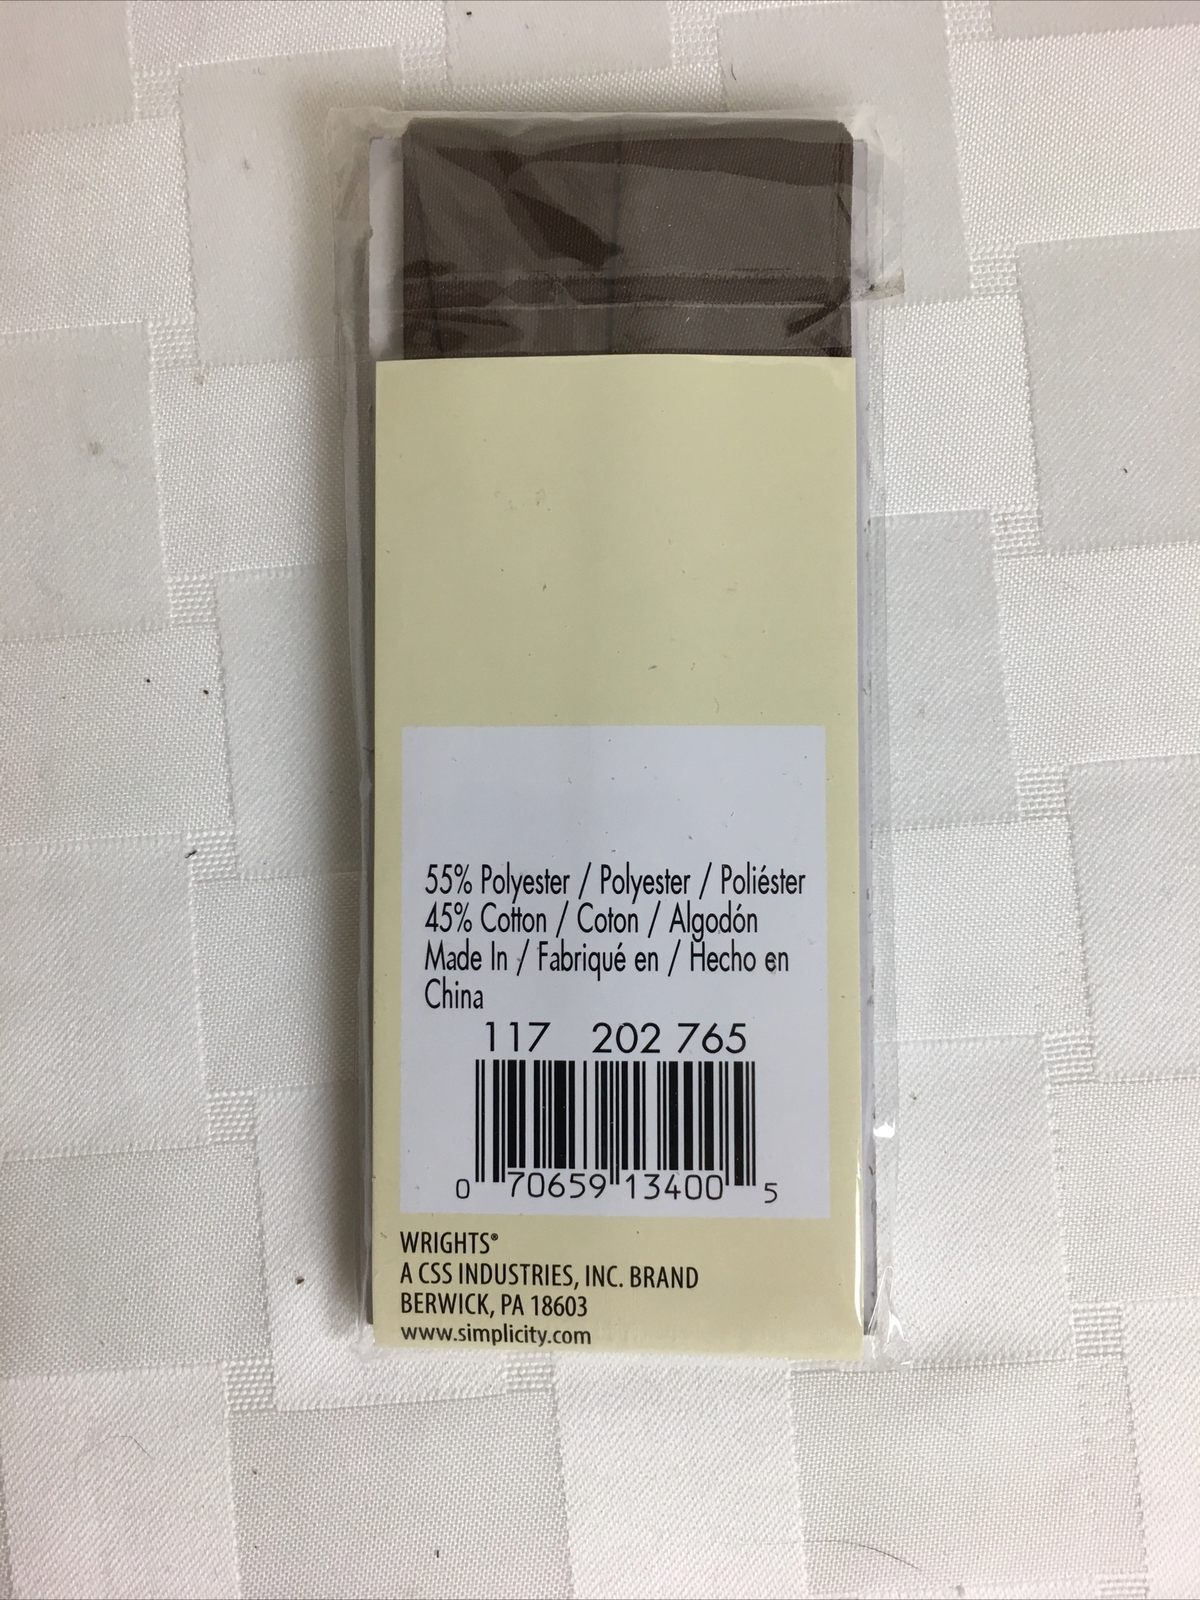 55% Polyester / Polyester / Poliéster
45% Cotton / Coton / Algodón
Made In / Fabriqué en / Hecho en
China
117 202 765
0 70659 13400 5
WRIGHTS®
A CSS INDUSTRIES, INC. BRAND
BERWICK, PA 18603
www.simplicity.com